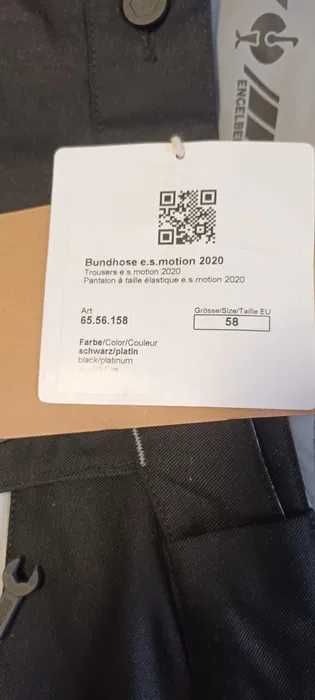 ENGELBE
Bundhose e.s.motion 2020
Trousers e.s.motion 2020
Pantalon à taille élastique e.s.motion 2020
Art
65.56.158
Grösse/Size/Taille EU
58
Farbe/Color/Couleur
schwarz/platin
black/platinum